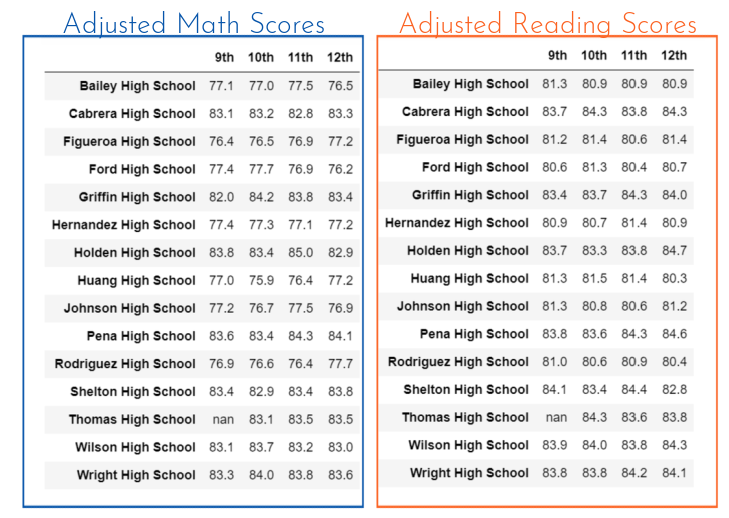 Adjusted Math Scores
9th 10th 11th 12th
Bailey High School 77.1 77.0 77.5 76.5
Cabrera High School 83.1 83.2 82.8 83.3
Figueroa High School 76.4 76.5 76.9 77.2
Ford High School 77.4 77.7 76.9 76.2
Griffin High School 82.0 84.2 83.8 83.4
Hernandez High School 77.4 77.3 77.1 77.2
Holden High School 83.8 83.4 85.0 82.9
Huang High School 77.0 75.9 76.4 77.2
Johnson High School 77.2 76.7 77.5 76.9
Pena High School 83.6 83.4 84.3 84.1
Rodriguez High School 76.9 76.6 76.4 77.7
Shelton High School 83.4 82.9 83.4 83.8
Thomas High School nan 83.1 83.5 83.5
Wilson High School 83.1 83.7 83.2 83.0
Wright High School 83.3 84.0 83.8 83.6
Adjusted Reading Scores
9th 10th 11th 12th
Bailey High School 81.3 80.9 80.9 80.9
Cabrera High School 83.7 84.3 83.8 84.3
Figueroa High School 81.2 81.4 80.6 81.4
Ford High School 80.6 81.3 80.4 80.7
Griffin High School 83.4 83.7 84.3 84.0
Hernandez High School 80.9 80.7 81.4 80.9
Holden High School 83.7 83.3 83.8 84.7
Huang High School 81.3 81.5 81.4 80.3
Johnson High School 81.3 80.8 80.6 81.2
Pena High School 83.8 83.6 84.3 84.6
Rodriguez High School 81.0 80.6 80.9 80.4
Shelton High School 84.1 83.4 84.4 82.8
Thomas High School nan 84.3 83.6 83.8
Wilson High School 83.9 84.0 83.8 84.3
Wright High School 83.8 83.8 84.2 84.1